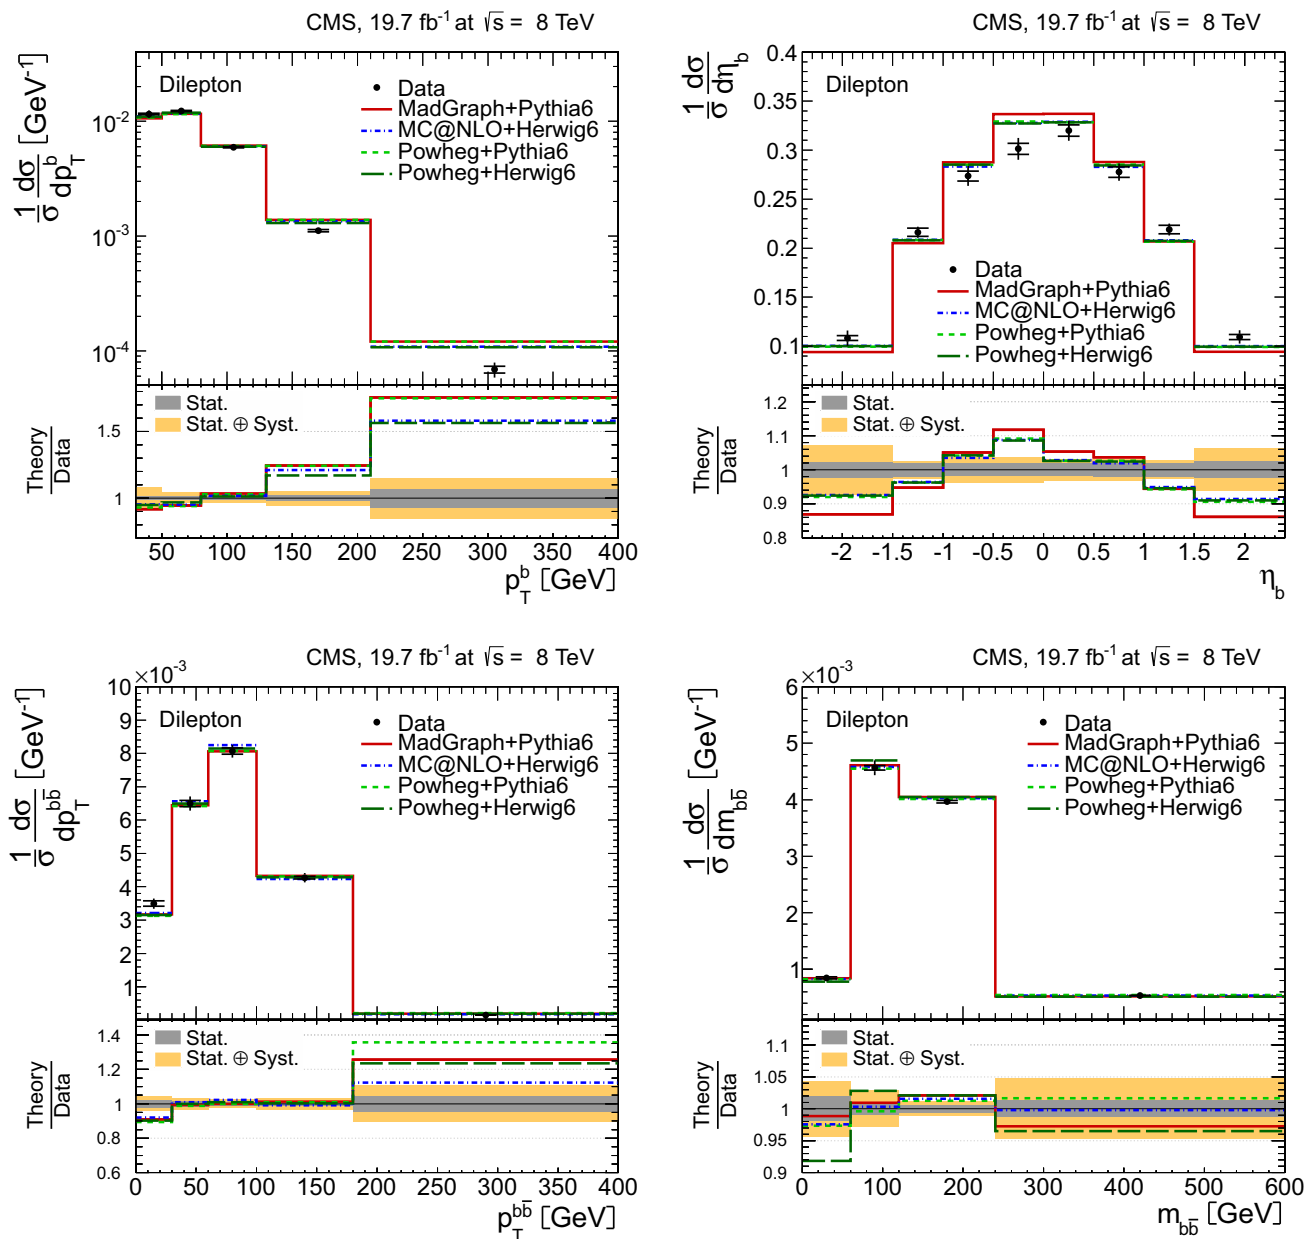 CMS, 19.7 fb⁻¹ at √s = 8 TeV
1/σ dσ/dp_T^b [GeV⁻¹]
Dilepton
Data
MadGraph+Pythia6
MC@NLO+Herwig6
Powheg+Pythia6
Powheg+Herwig6
10⁻²
10⁻³
10⁻⁴
Theory/Data
Stat.
Stat. ⊕ Syst.
1.5
1
50 100 150 200 250 300 350 400
p_T^b [GeV]
CMS, 19.7 fb⁻¹ at √s = 8 TeV
1/σ dσ/dη_b
Dilepton
0.4
0.35
0.3
0.25
0.2
0.15
0.1
Data
MadGraph+Pythia6
MC@NLO+Herwig6
Powheg+Pythia6
Powheg+Herwig6
Theory/Data
Stat.
Stat. ⊕ Syst.
1.2
1.1
1.0
0.9
0.8
-2 -1.5 -1 -0.5 0 0.5 1 1.5 2
η_b
CMS, 19.7 fb⁻¹ at √s = 8 TeV
×10⁻³
1/σ dσ/dp_T^{bb̄} [GeV⁻¹]
Dilepton
Data
MadGraph+Pythia6
MC@NLO+Herwig6
Powheg+Pythia6
Powheg+Herwig6
10
9
8
7
6
5
4
3
2
1
Theory/Data
Stat.
Stat. ⊕ Syst.
1.4
1.2
1.0
0.8
0.6
0 50 100 150 200 250 300 350 400
p_T^{bb̄} [GeV]
CMS, 19.7 fb⁻¹ at √s = 8 TeV
×10⁻³
1/σ dσ/dm_{bb̄} [GeV⁻¹]
Dilepton
Data
MadGraph+Pythia6
MC@NLO+Herwig6
Powheg+Pythia6
Powheg+Herwig6
6
5
4
3
2
1
Theory/Data
Stat.
Stat. ⊕ Syst.
1.1
1.05
1
0.95
0.9
0 100 200 300 400 500 600
m_{bb̄} [GeV]